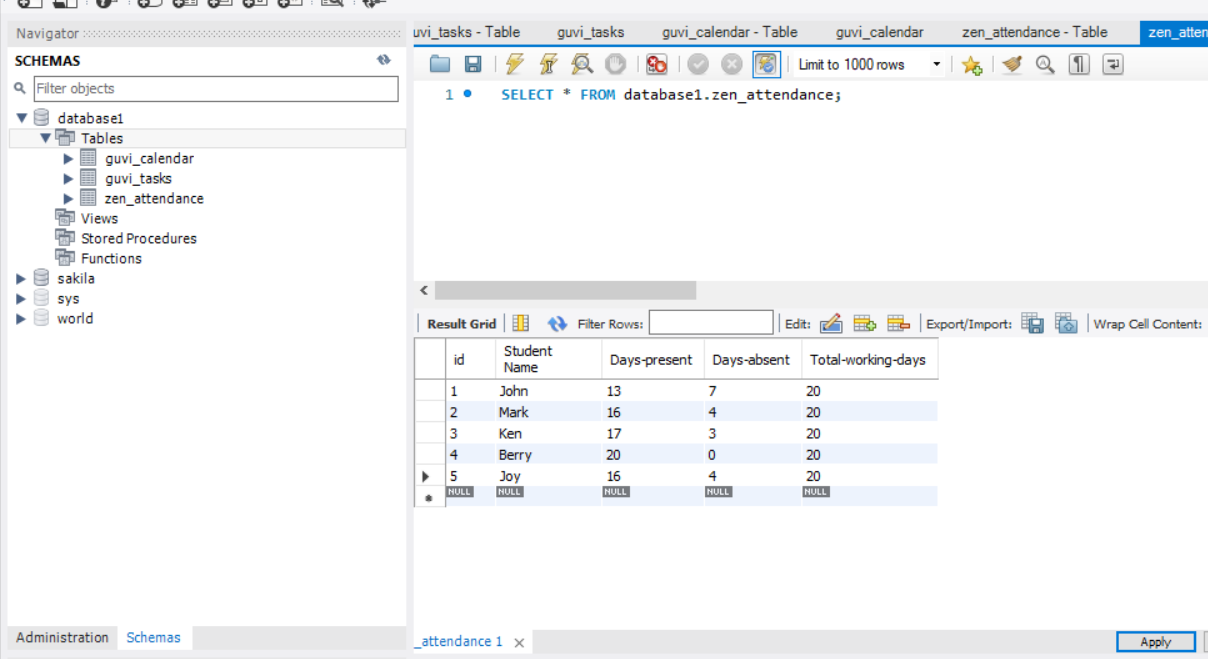 Navigator
uvi_tasks - Table guvi_tasks guvi_calendar - Table guvi_calendar zen_attendance - Table zen_atten
SCHEMAS
Limit to 1000 rows
Filter objects
1 SELECT * FROM database1.zen_attendance;
database1
Tables
guvi_calendar
guvi_tasks
zen_attendance
Views
Stored Procedures
Functions
sakila
sys
world
Result Grid Filter Rows: Edit: Export/Import: Wrap Cell Content:
id Student Name Days-present Days-absent Total-working-days
1 John 13 7 20
2 Mark 16 4 20
3 Ken 17 3 20
4 Berry 20 0 20
5 Joy 16 4 20
NULL NULL NULL NULL NULL
Administration Schemas
_attendance 1 Apply